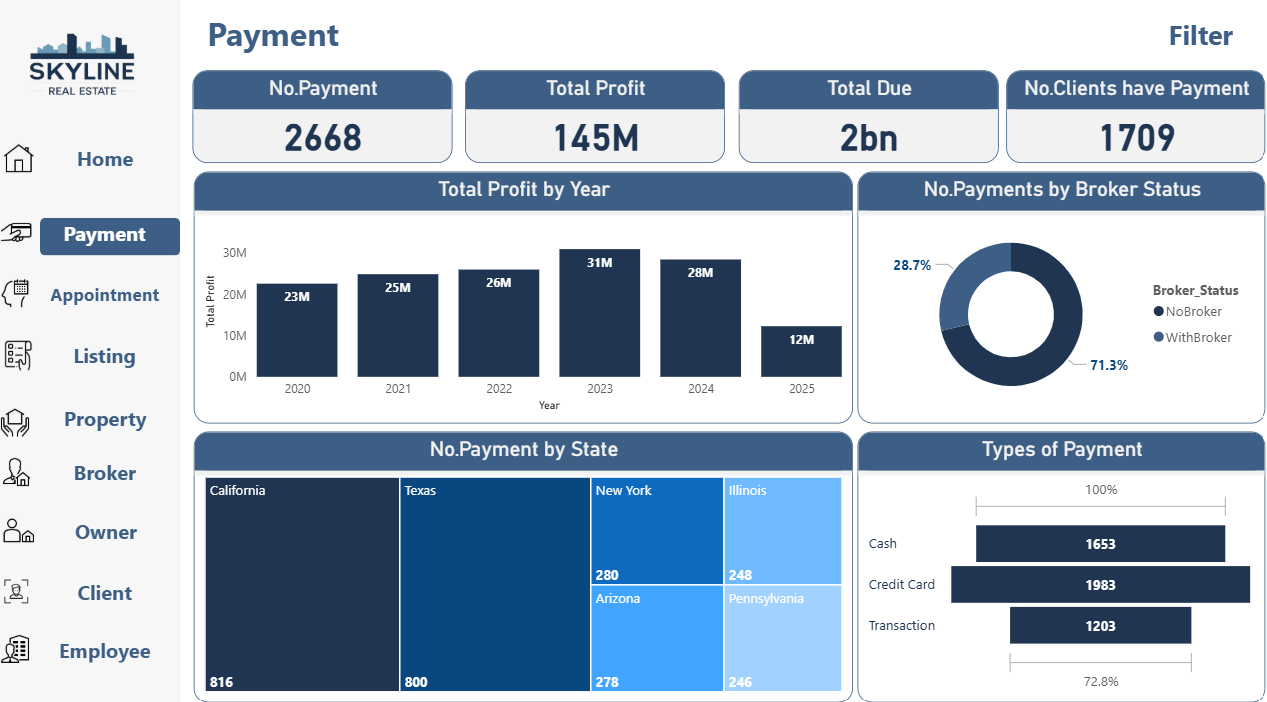 SKYLINE
REAL ESTATE
Home
Payment
Appointment
Listing
Property
Broker
Owner
Client
Employee
Payment
Filter
No.Payment
2668
Total Profit
145M
Total Due
2bn
No.Clients have Payment
1709
Total Profit by Year
Total Profit
30M
20M
10M
0M
23M
25M
26M
31M
28M
12M
2020
2021
2022
2023
2024
2025
Year
No.Payments by Broker Status
28.7%
71.3%
Broker_Status
NoBroker
WithBroker
No.Payment by State
California
816
Texas
800
New York
280
Illinois
248
Arizona
278
Pennsylvania
246
Types of Payment
100%
Cash 1653
Credit Card 1983
Transaction 1203
72.8%